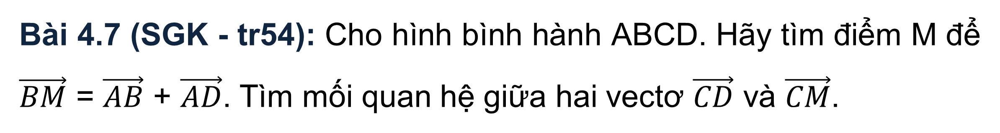 Bài 4.7 (SGK - tr54): Cho hình bình hành ABCD. Hãy tìm điểm M để
$\overrightarrow{BM}$ = $\overrightarrow{AB}$ + $\overrightarrow{AD}$. Tìm mối quan hệ giữa hai vectơ $\overrightarrow{CD}$ và $\overrightarrow{CM}$.